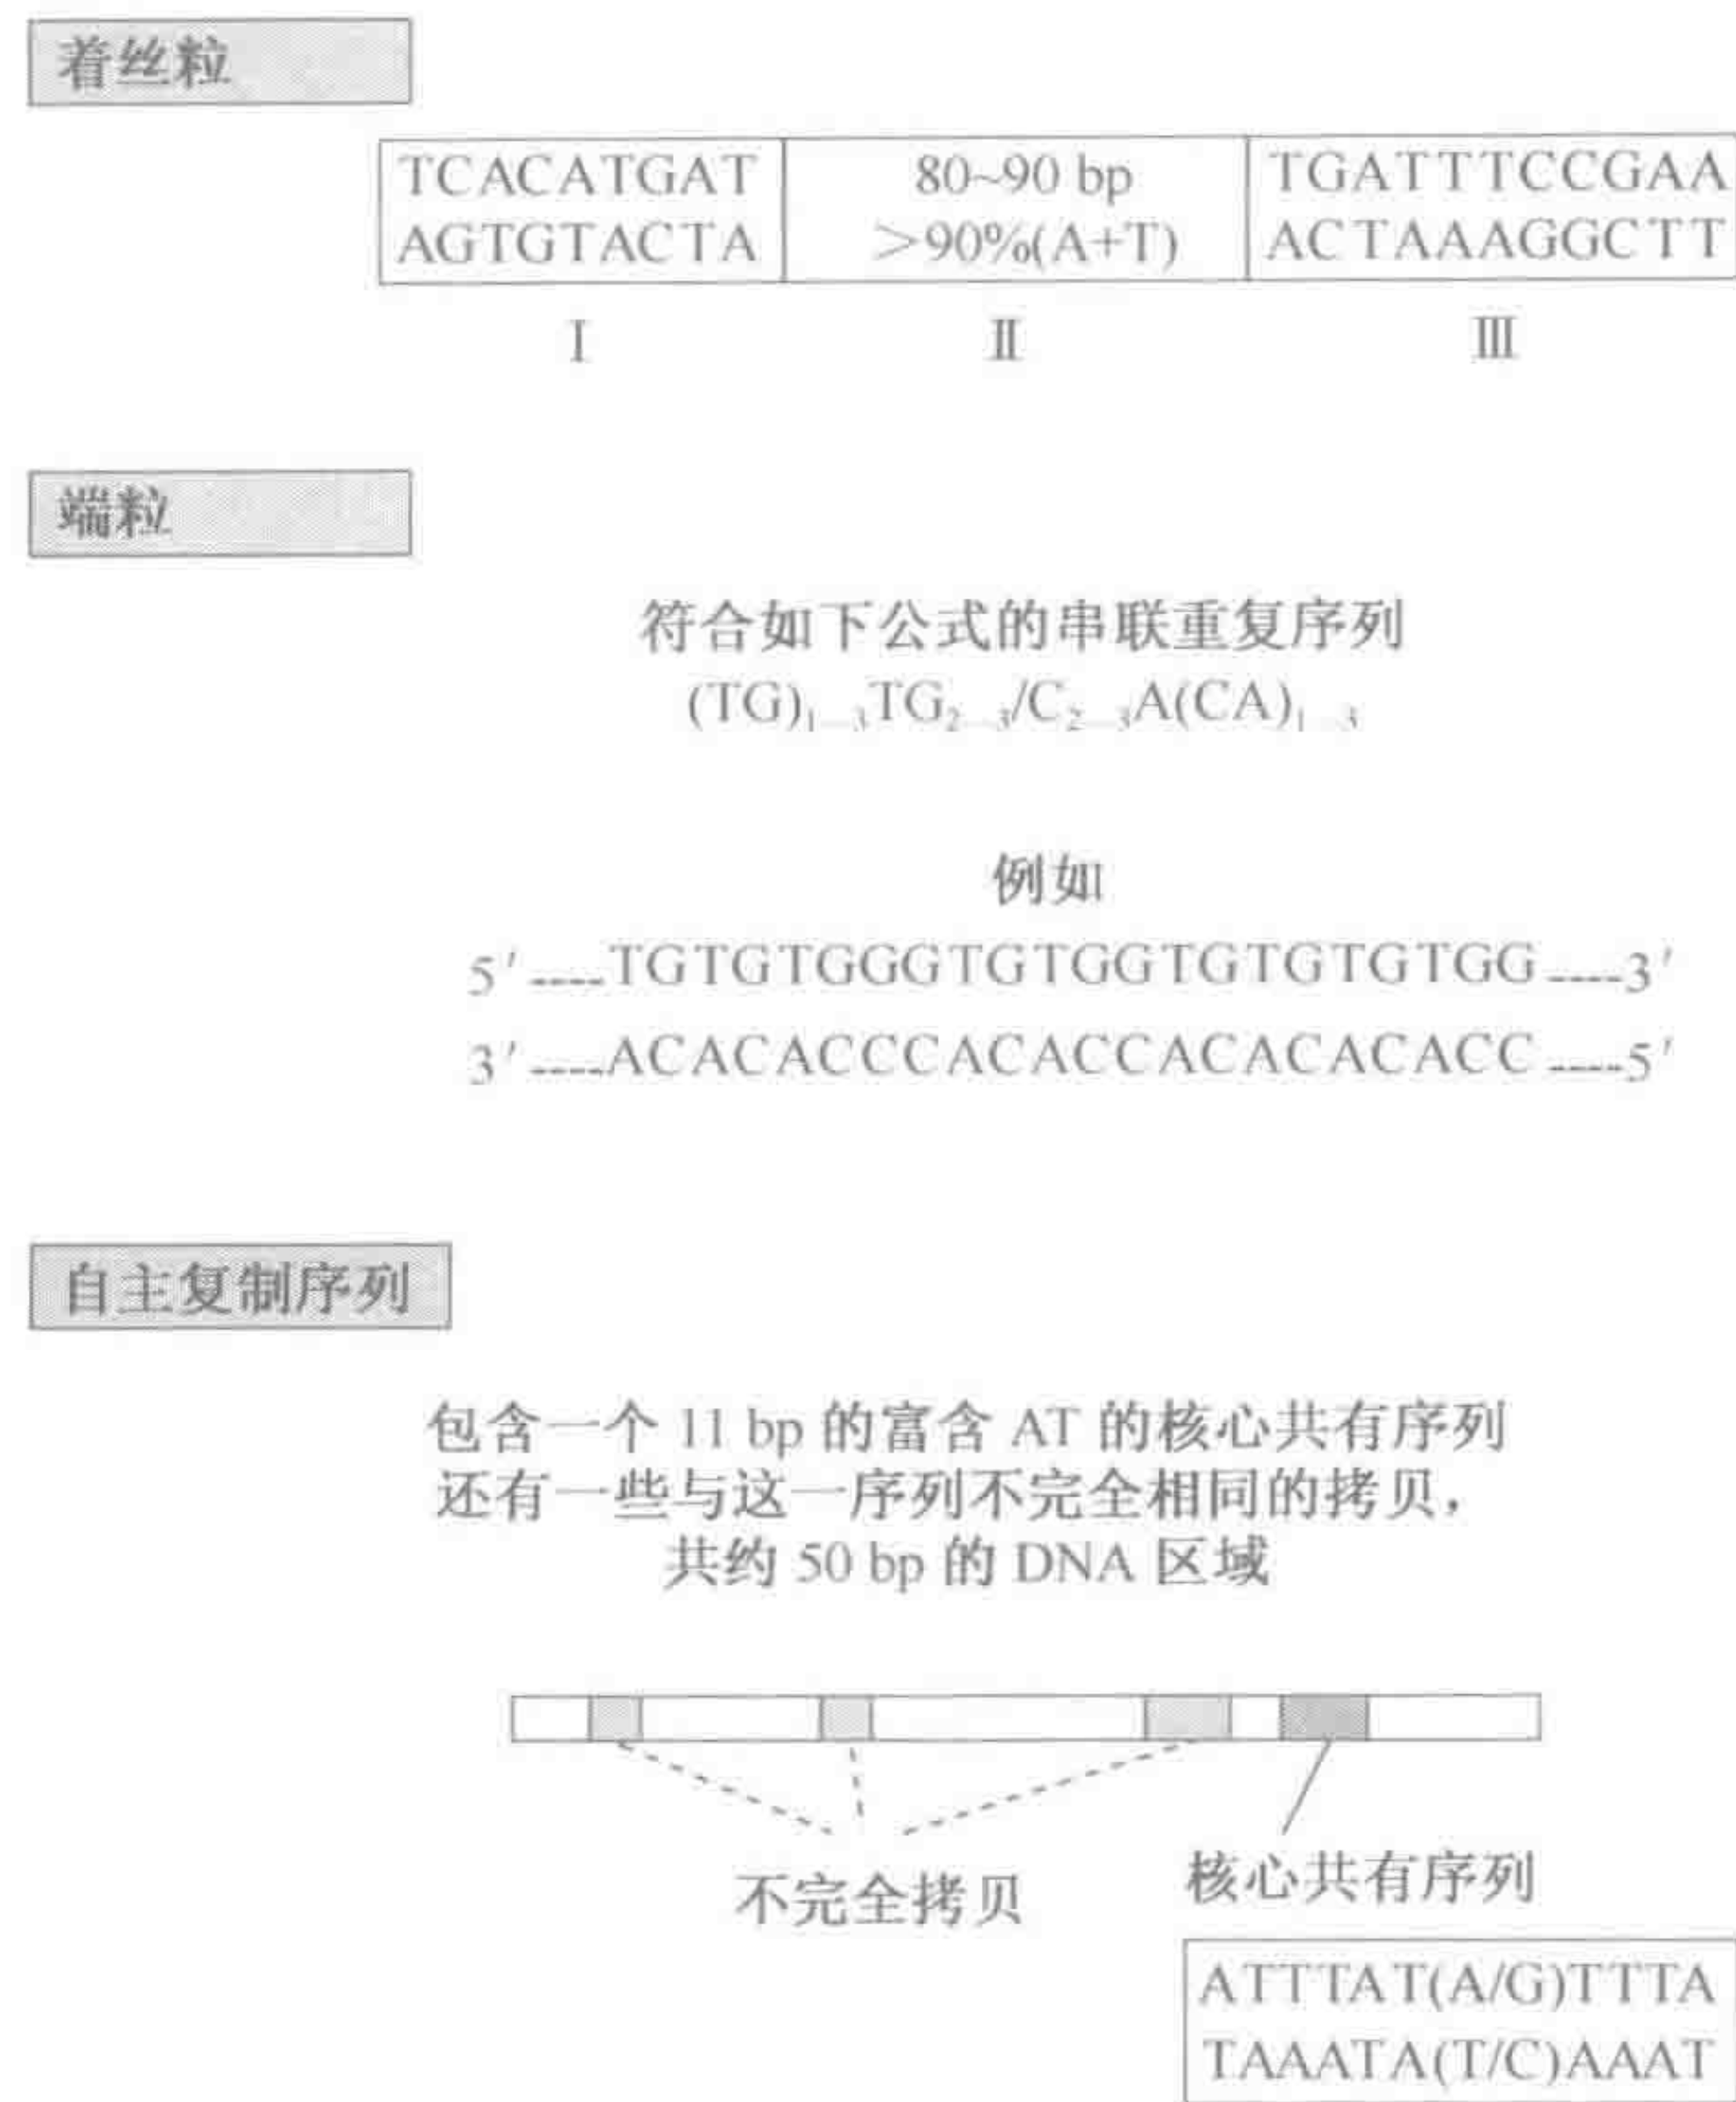 着丝粒
TCACATGAT 80~90 bp TGATTTCCGAA
AGTGTACTA >90%(A+T) ACTAAAGGCTT
Ⅰ Ⅱ Ⅲ
端粒
符合如下公式的串联重复序列
(TG)₁₋₃TG₂₋₃/C₂₋₃A(CA)₁₋₃
例如
5′----TGTGTGGGTGTGGTGTGTGTGG----3′
3′----ACACACCCACACCACACACACC----5′
自主复制序列
包含一个 11 bp 的富含 AT 的核心共有序列
还有一些与这一序列不完全相同的拷贝,
共约 50 bp 的 DNA 区域
不完全拷贝
核心共有序列
ATTTAT(A/G)TTTA
TAAATA(T/C)AAAT